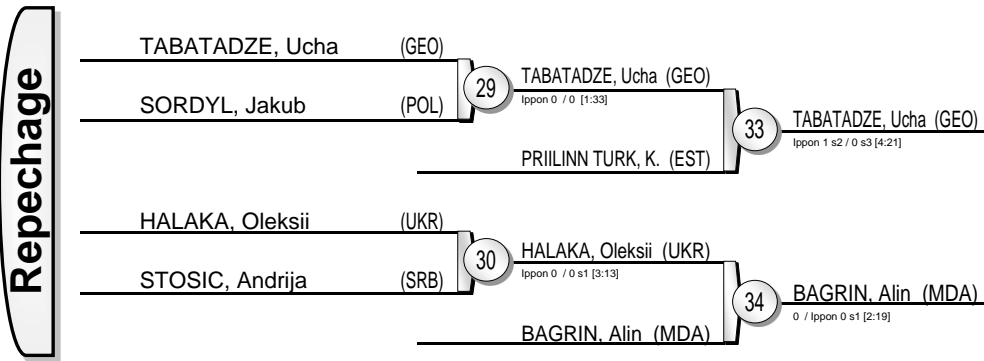 Repechage
TABATADZE, Ucha (GEO)
SORDYL, Jakub (POL)
29
TABATADZE, Ucha (GEO)
Ippon 0 / 0 [1:33]
PRIILINN TURK, K. (EST)
33
TABATADZE, Ucha (GEO)
Ippon 1 s2 / 0 s3 [4:21]
HALAKA, Oleksii (UKR)
STOSIC, Andrija (SRB)
30
HALAKA, Oleksii (UKR)
Ippon 0 / 0 s1 [3:13]
BAGRIN, Alin (MDA)
34
BAGRIN, Alin (MDA)
0 / Ippon 0 s1 [2:19]